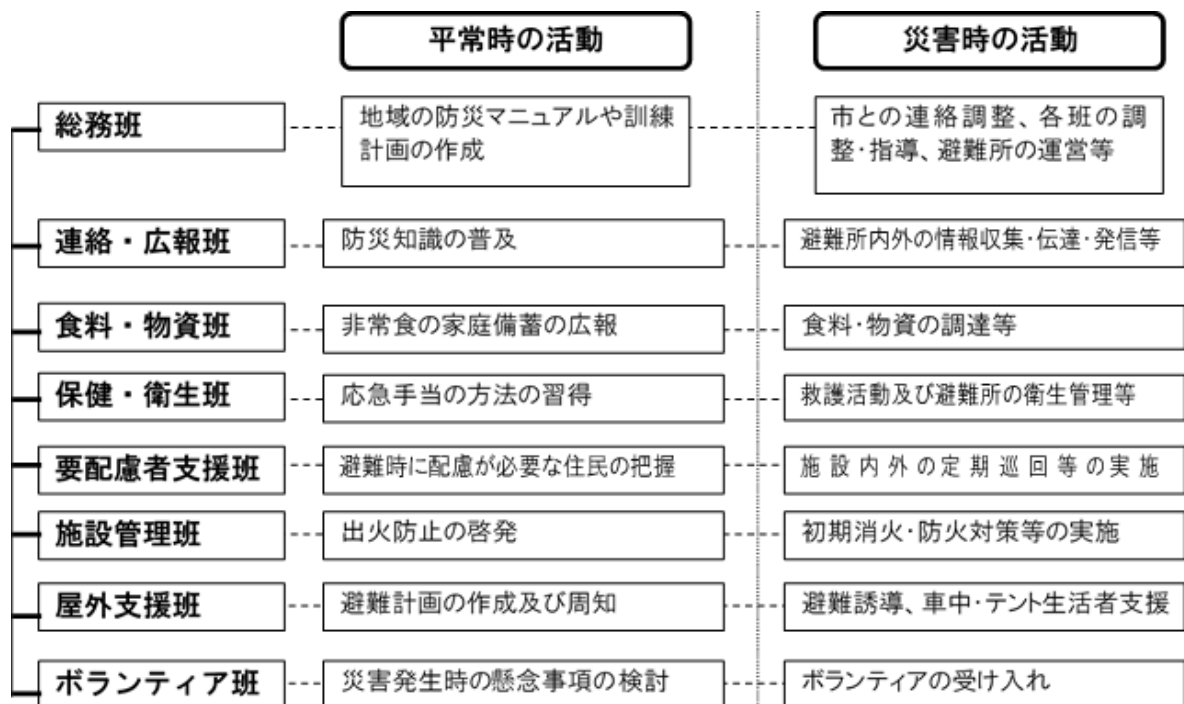 平常時の活動
災害時の活動
総務班
地域の防災マニュアルや訓練
計画の作成
市との連絡調整、各班の調
整・指導、避難所の運営等
連絡・広報班
防災知識の普及
避難所内外の情報収集・伝達・発信等
食料・物資班
非常食の家庭備蓄の広報
食料・物資の調達等
保健・衛生班
応急手当の方法の習得
救護活動及び避難所の衛生管理等
要配慮者支援班
避難時に配慮が必要な住民の把握
施設内外の定期巡回等の実施
施設管理班
出火防止の啓発
初期消火・防火対策等の実施
屋外支援班
避難計画の作成及び周知
避難誘導、車中・テント生活者支援
ボランティア班
災害発生時の懸念事項の検討
ボランティアの受け入れ